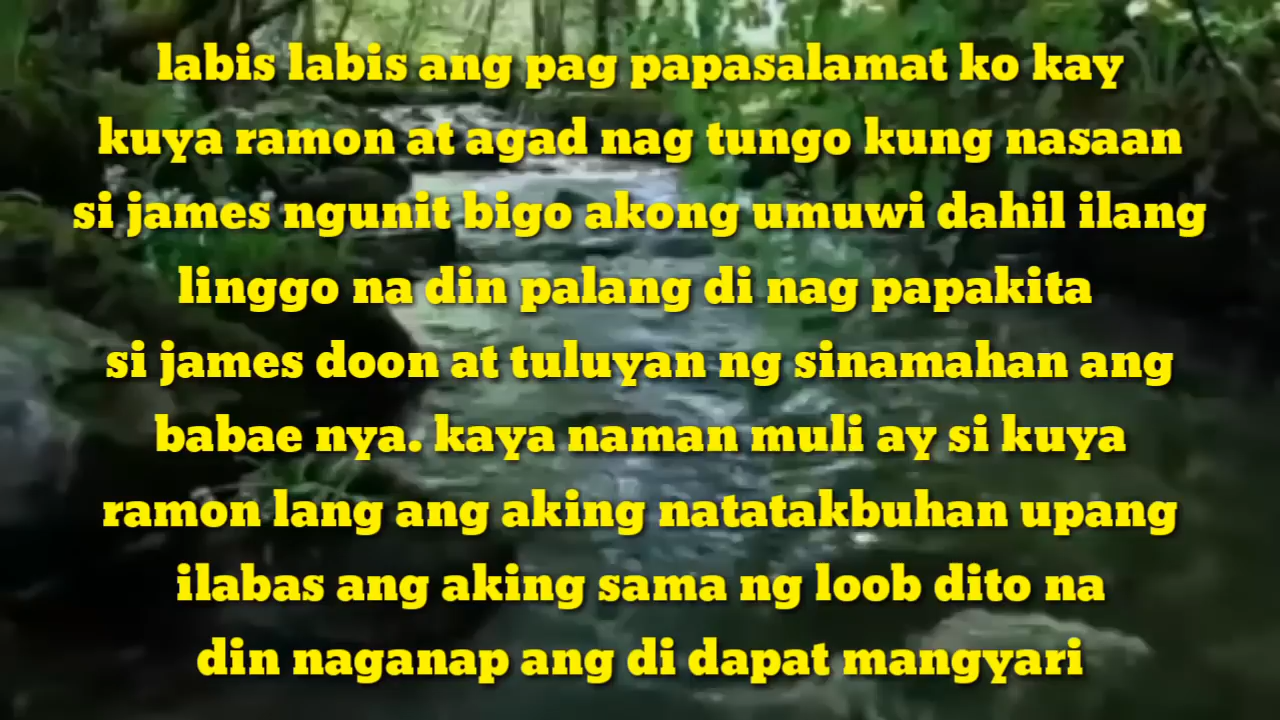 labis labis ang pag papasalamat ko kay
kuya ramon at agad nag tungo kung nasaan
si james ngunit bigo akong umuwi dahil ilang
linggo na din palang di nag papakita
si james doon at tuluyan ng sinamahan ang
babae nya. kaya naman muli ay si kuya
ramon lang ang aking natatakbuhan upang
ilabas ang aking sama ng loob dito na
din naganap ang di dapat mangyari